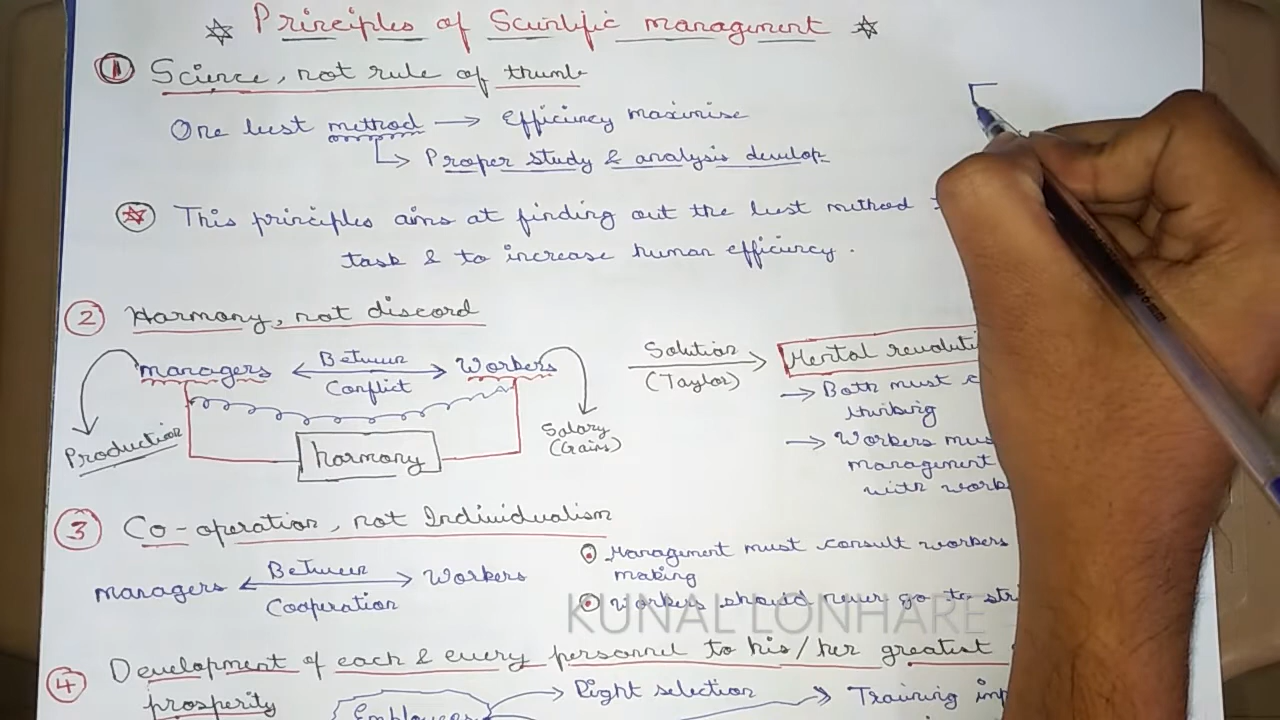 ☆ Principles of Scientific management ☆
① Science, not rule of thumb
One best method → Efficiency maximise
↳ Proper study & analysis develop
This principles aims at finding out the best method
task & to increase human efficiency.
② Harmony, not discord
managers ↔ Between Workers
Conflict
Production
harmony
Salary
(Gains)
Solution
(Taylor)
Mental
→ Both must
thinking
→ Workers
management
with
③ Co-operation, not Individualism
managers ↔ Between Workers
Cooperation
Management must consult workers
making
Workers should never go to
KUNAL LONHARE
④ Development of each & every personnel to his/her greatest
prosperity
Employees
Right selection
Training